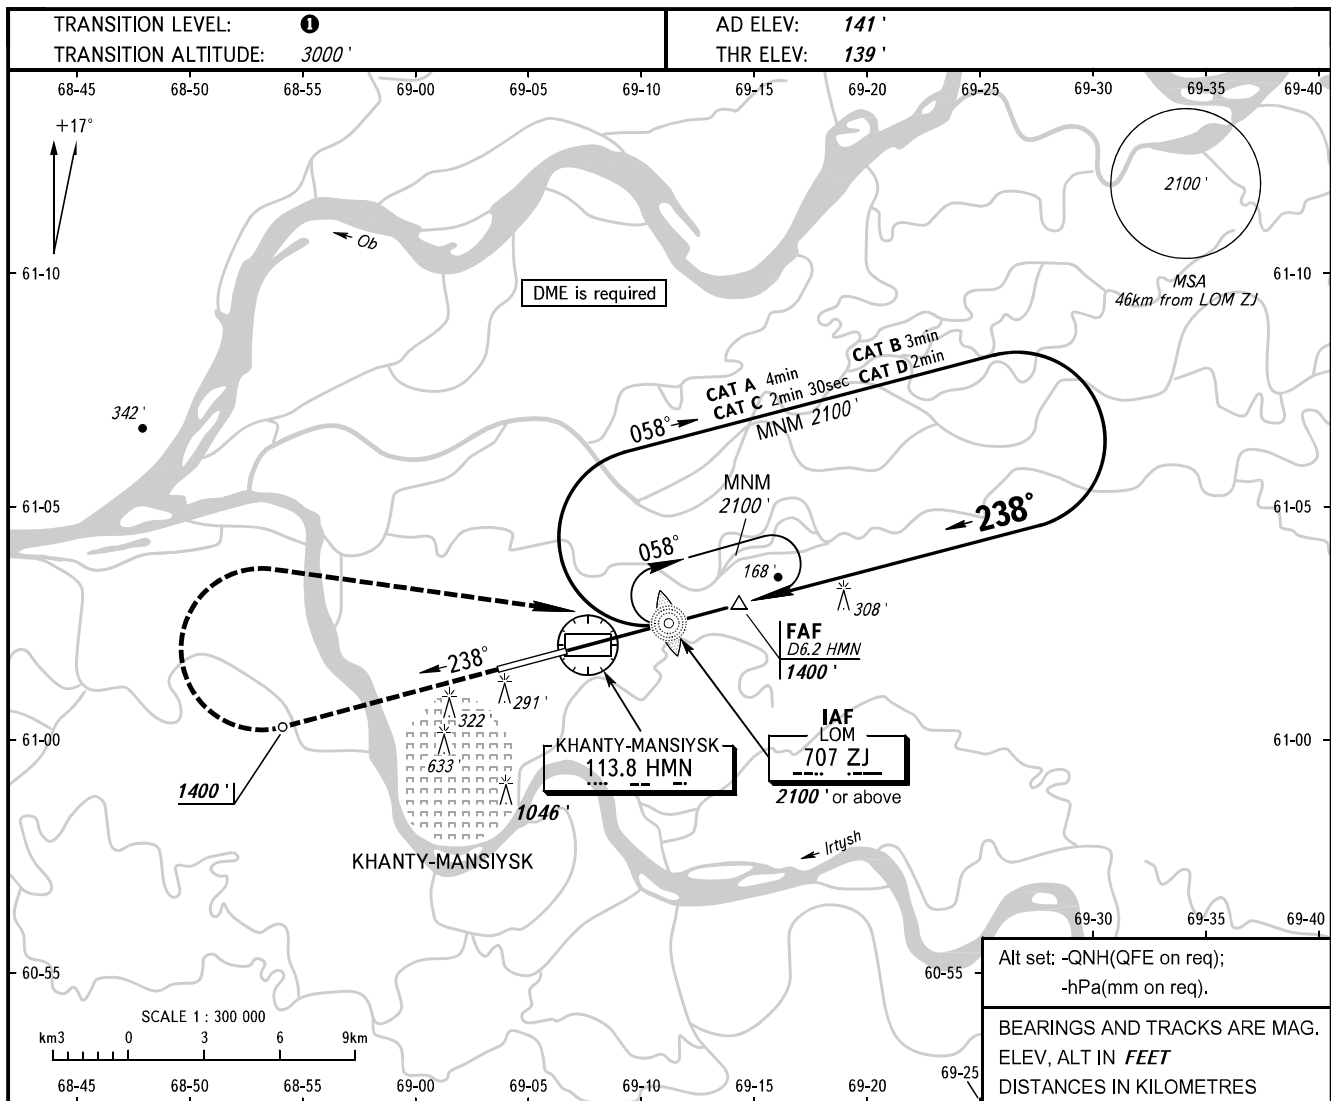 TRANSITION LEVEL: ❶
TRANSITION ALTITUDE: 3000 '
AD ELEV: 141 '
THR ELEV: 139 '
68-45 68-50 68-55 69-00 69-05 69-10 69-15 69-20 69-25 69-30 69-35 69-40
+17°
2100 '
MSA
46km from LOM ZJ
Ob
61-10 61-10
DME is required
CAT A 4min CAT B 3min
CAT C 2min 30sec CAT D 2min
058° MNM 2100 '
342 '
MNM
2100 '
61-05 61-05
238°
058°
168 '
308 '
FAF
D6.2 HMN
1400 '
238°
291 '
322 '
633 '
1046 '
1400 '
61-00 61-00
KHANTY-MANSIYSK
113.8 HMN
IAF
LOM
707 ZJ
2100 ' or above
KHANTY-MANSIYSK
Irtysh
69-30 69-35 69-40
60-55 60-55
Alt set: -QNH(QFE on req);
-hPa(mm on req).
SCALE 1 : 300 000
km3 0 3 6 9km
BEARINGS AND TRACKS ARE MAG.
ELEV, ALT IN FEET
DISTANCES IN KILOMETRES
68-45 68-50 68-55 69-00 69-05 69-10 69-15 69-20 69-25